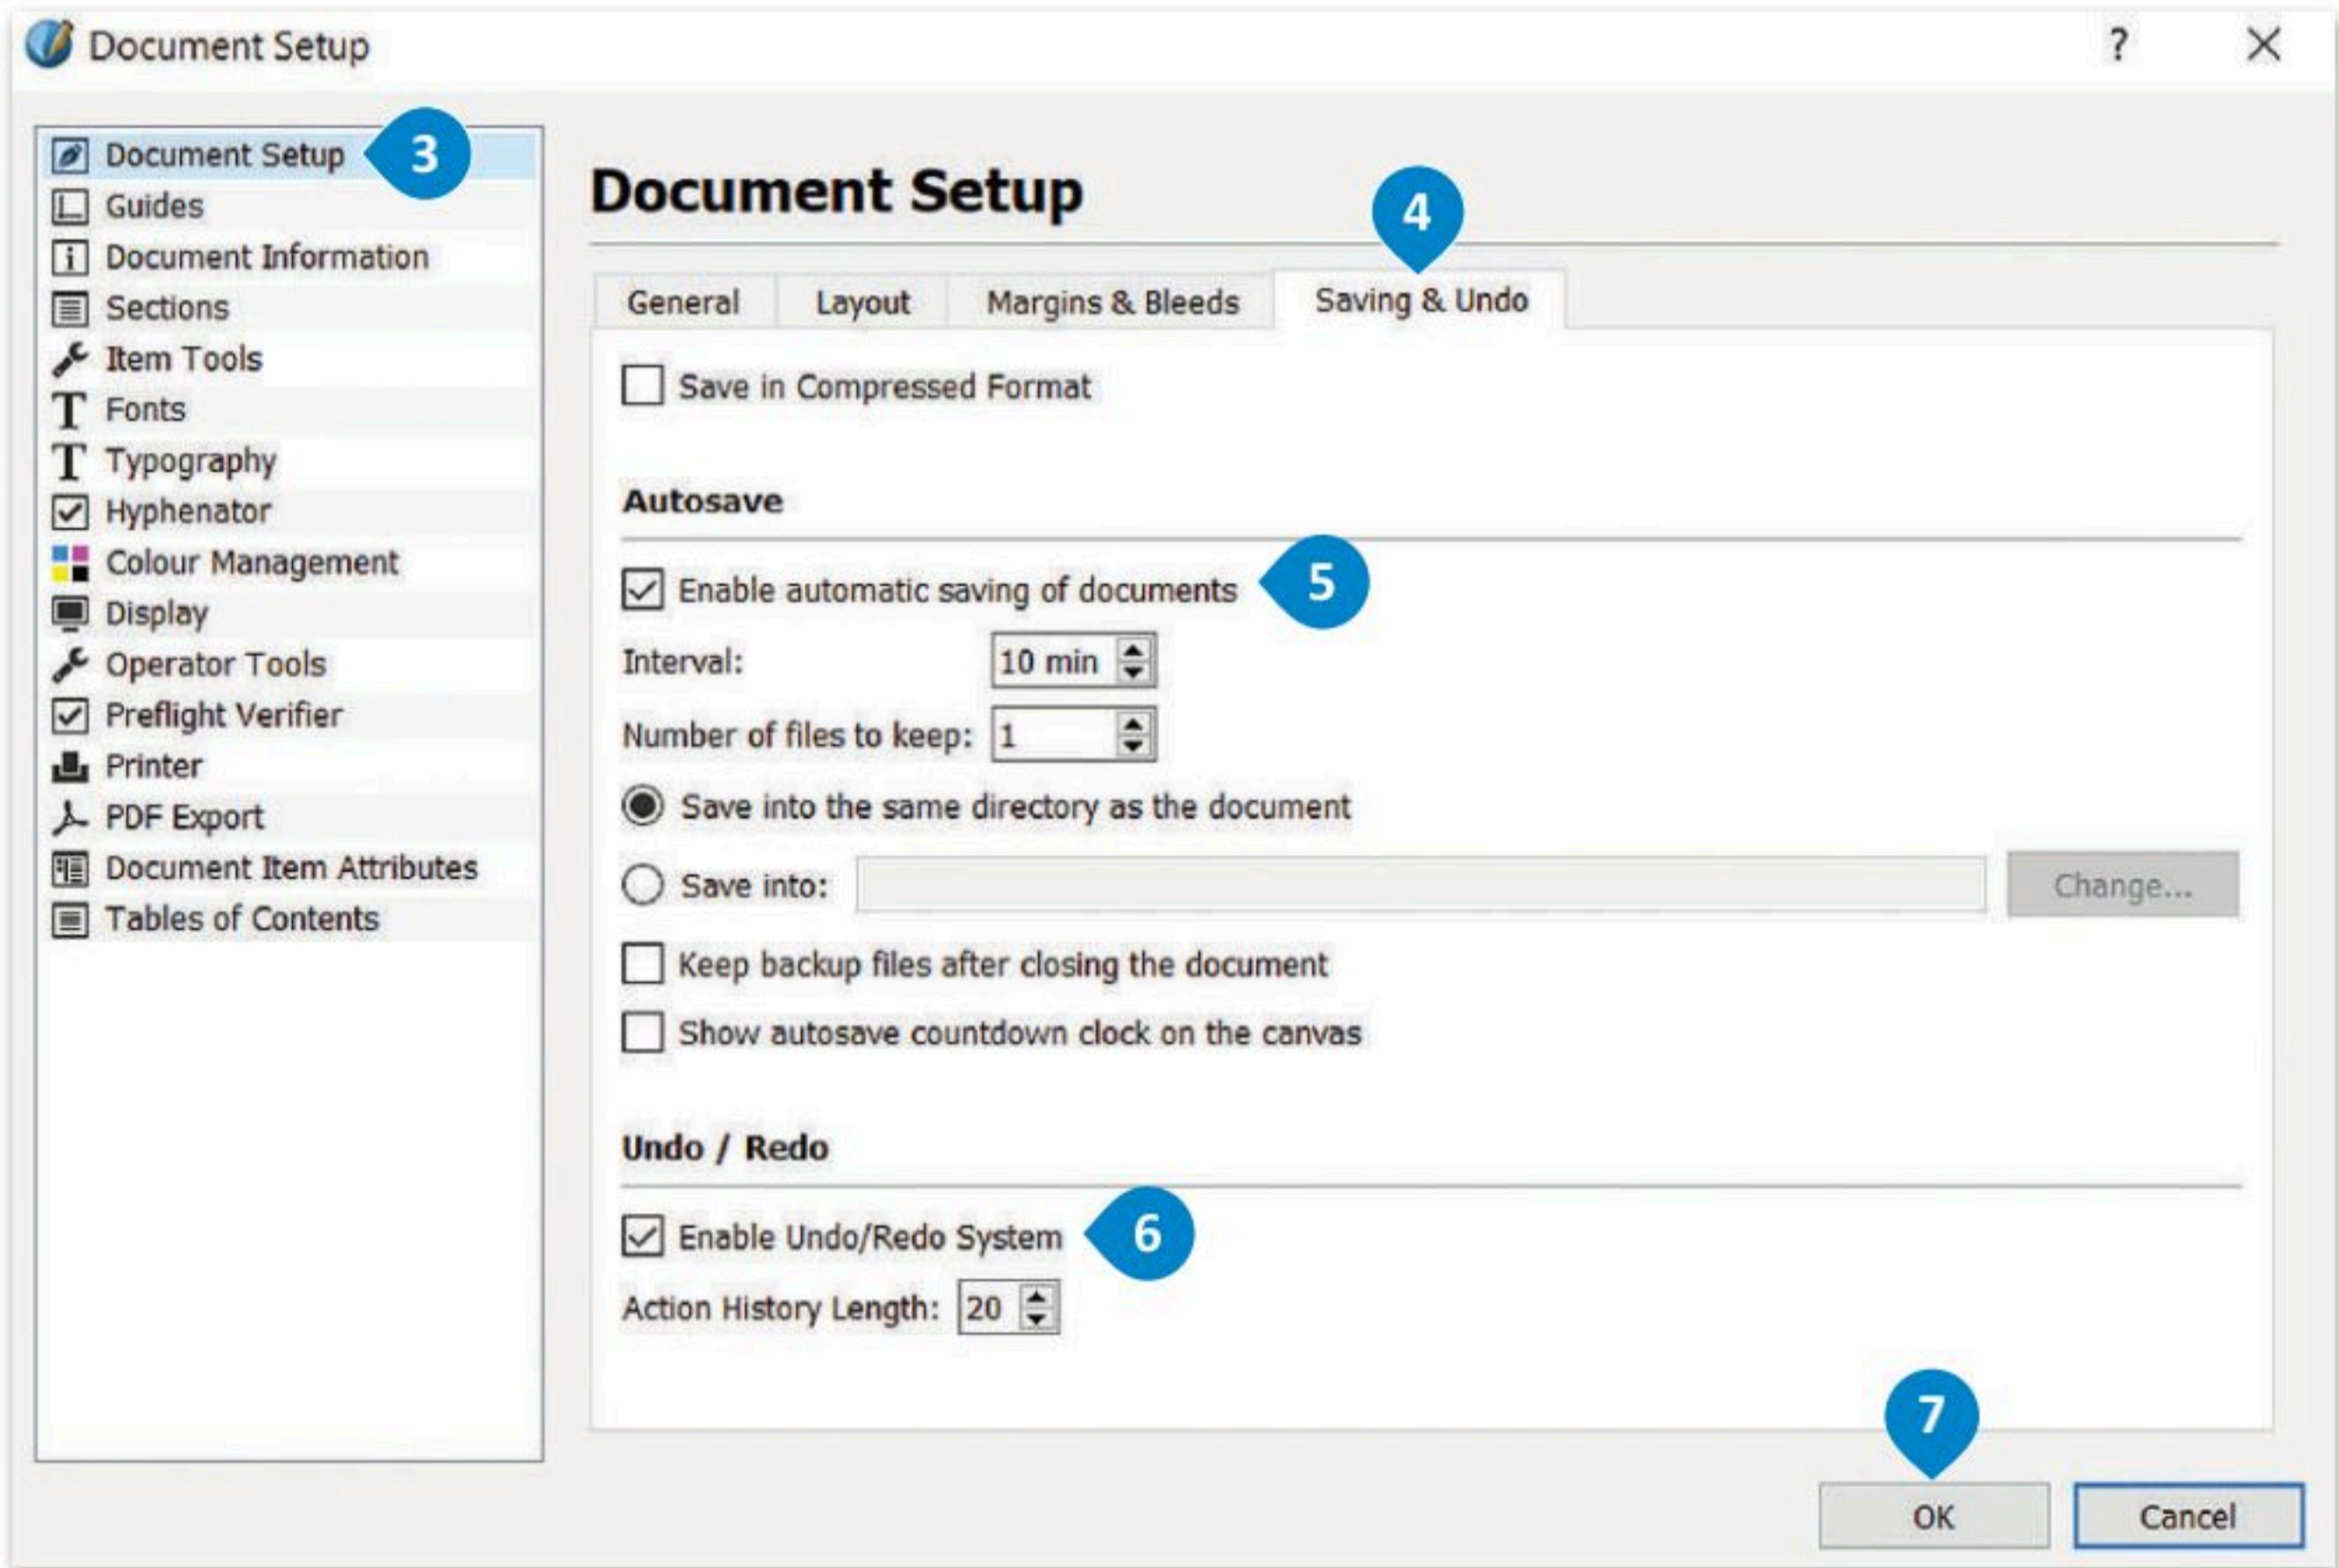 Document Setup
?
Document Setup
3
Guides
Document Information
Sections
Item Tools
Fonts
Typography
Hyphenator
Colour Management
Display
Operator Tools
Preflight Verifier
Printer
PDF Export
Document Item Attributes
Tables of Contents
Document Setup
4
General Layout Margins & Bleeds Saving & Undo
Save in Compressed Format
Autosave
Enable automatic saving of documents 5
Interval: 10 min
Number of files to keep: 1
Save into the same directory as the document
Save into: Change...
Keep backup files after closing the document
Show autosave countdown clock on the canvas
Undo / Redo
Enable Undo/Redo System 6
Action History Length: 20
7
OK Cancel